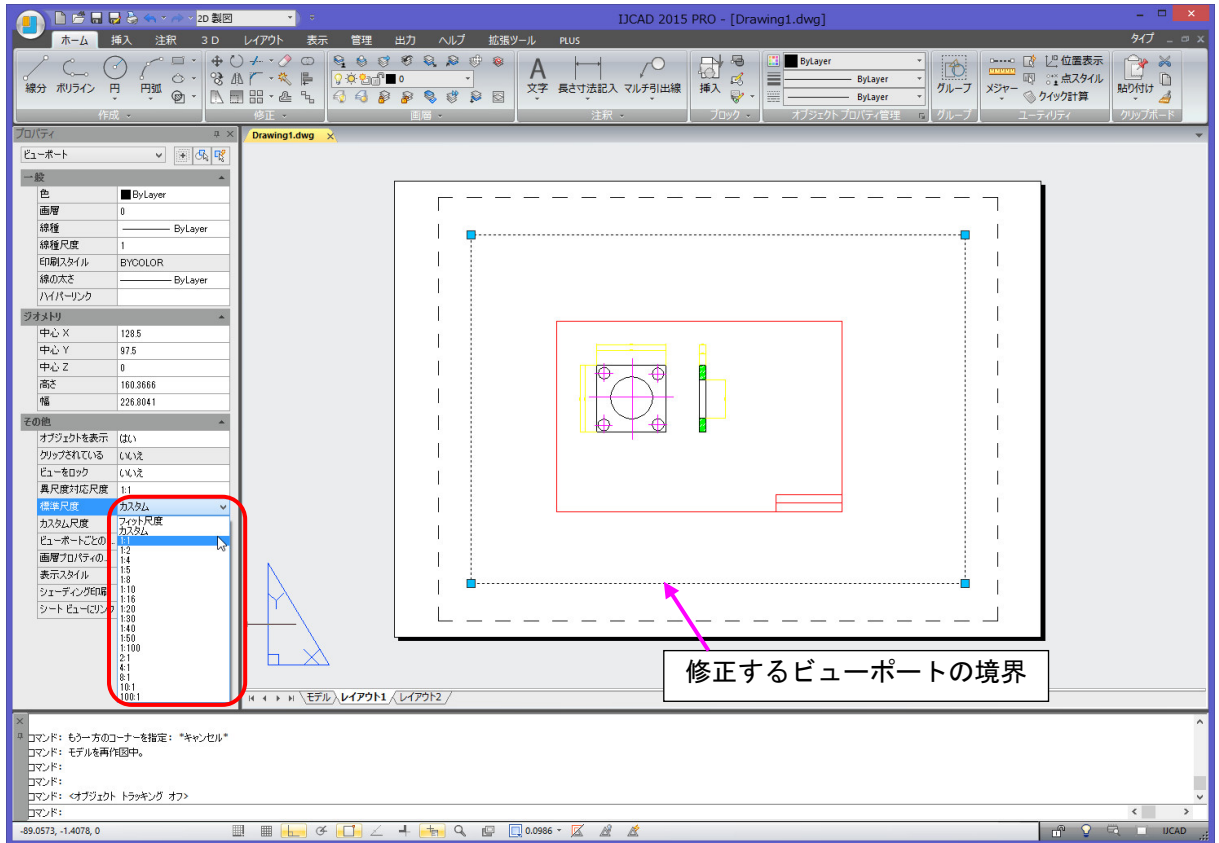 2D 製図
IJCAD 2015 PRO - [Drawing1.dwg]
ホーム 挿入 注釈 3 D レイアウト 表示 管理 出力 ヘルプ 拡張ツール PLUS タイプ
線分 ポリライン 円 円弧
作成
修正
0
画層
文字 長さ寸法記入 マルチ引出線
注釈
挿入
ブロック
ByLayer
ByLayer
ByLayer
オブジェクト プロパティ管理
グループ
グループ
メジャー
位置表示
点スタイル
クイック計算
ユーティリティ
貼り付け
クリップボード
プロパティ
Drawing1.dwg
ビューポート
一般
色 ByLayer
画層 0
線種 ByLayer
線種尺度 1
印刷スタイル BYCOLOR
線の太さ ByLayer
ハイパーリンク
ジオメトリ
中心 X 128.5
中心 Y 97.5
中心 Z 0
高さ 160.3666
幅 226.8041
その他
オブジェクトを表示 はい
クリップされている いいえ
ビューをロック いいえ
異尺度対応尺度 1:1
標準尺度 カスタム
カスタム尺度 フィット尺度
カスタム
ビューポートごとの... 1:1
1:2
画層プロパティの... 1:4
1:5
表示スタイル
1:8
シェーディング印刷 1:10
1:16
シート ビューにリンク 1:20
1:30
1:40
1:50
1:100
2:1
4:1
8:1
10:1
100:1
Y
X
修正するビューポートの境界
モデル レイアウト1 レイアウト2
コマンド: もう一方のコーナーを指定: *キャンセル*
コマンド: モデルを再作図中。
コマンド:
コマンド:
コマンド: <オブジェクト トラッキング オフ>
コマンド:
-89.0573, -1.4078, 0
0.0986
IJCAD